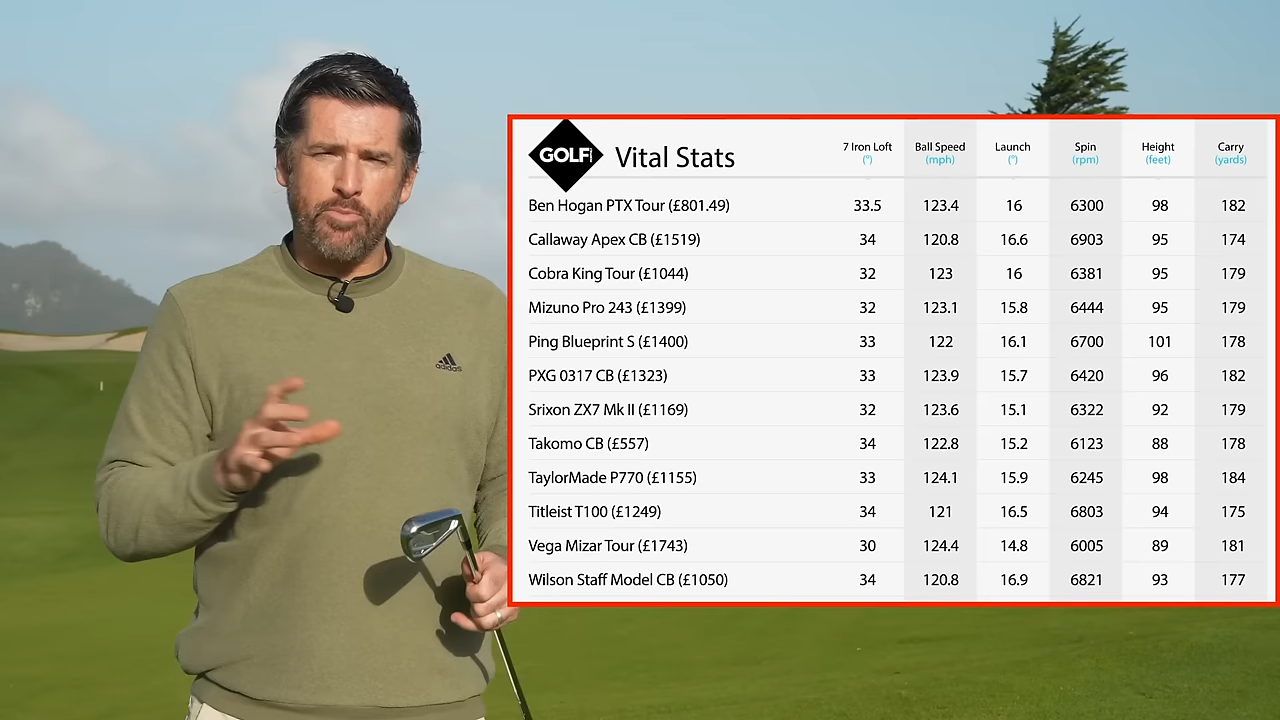 GOLF
Vital Stats
7 Iron Loft (°) Ball Speed (mph) Launch (°) Spin (rpm) Height (feet) Carry (yards)
Ben Hogan PTX Tour (£801.49) 33.5 123.4 16 6300 98 182
Callaway Apex CB (£1519) 34 120.8 16.6 6903 95 174
Cobra King Tour (£1044) 32 123 16 6381 95 179
Mizuno Pro 243 (£1399) 32 123.1 15.8 6444 95 179
Ping Blueprint S (£1400) 33 122 16.1 6700 101 178
PXG 0317 CB (£1323) 33 123.9 15.7 6420 96 182
Srixon ZX7 Mk II (£1169) 32 123.6 15.1 6322 92 179
Takomo CB (£557) 34 122.8 15.2 6123 88 178
TaylorMade P770 (£1155) 33 124.1 15.9 6245 98 184
Titleist T100 (£1249) 34 121 16.5 6803 94 175
Vega Mizar Tour (£1743) 30 124.4 14.8 6005 89 181
Wilson Staff Model CB (£1050) 34 120.8 16.9 6821 93 177
adidas